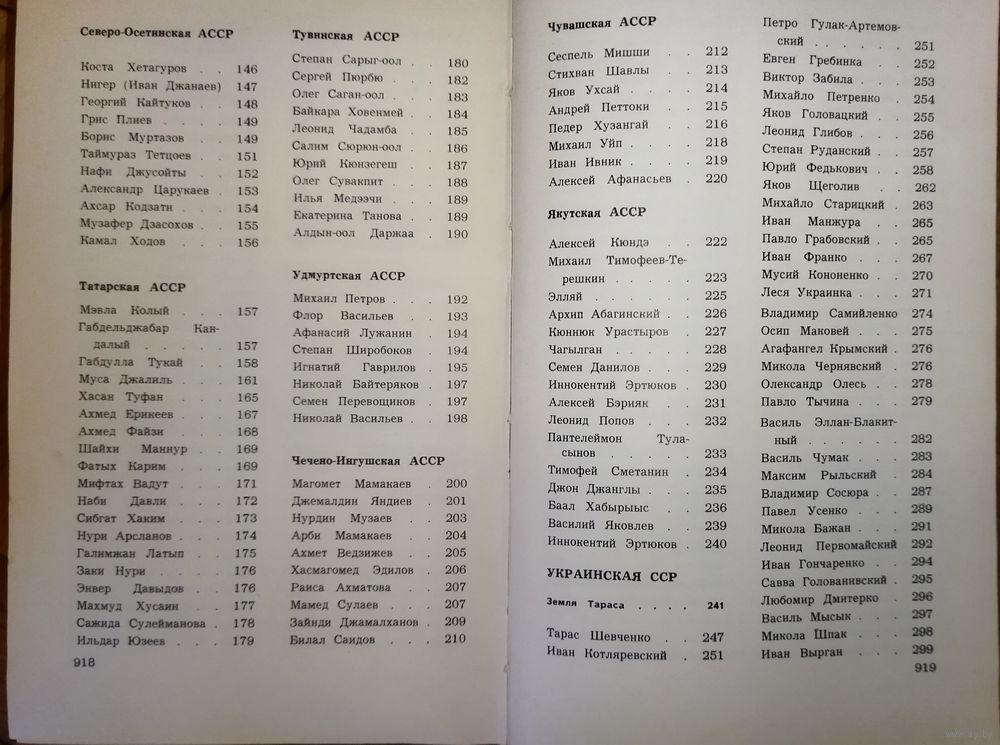 Северо-Осетинская АССР
Коста Хетагуров . . 146
Нигер (Иван Джанаев) 147
Георгий Кайтуков . . 148
Грис Плиев . . . . 149
Борис Муртазов . . 149
Таймураз Тетцоев . . 151
Нафи Джусойты . . 152
Александр Царукаев . 153
Ахсар Кодзати . . . 154
Музафер Дзасохов . . 155
Камал Ходов . . . 156
Татарская АССР
Мэвла Колый . . . 157
Габдельджабар Кан-
далый . . . . . 157
Габдулла Тукай . . 158
Муса Джалиль . . . 161
Хасан Туфан . . . 165
Ахмед Ерикеев . . . 167
Ахмед Файзи . . . 168
Шайхи Маннур . . 169
Фатых Карим . . . 169
Мифтах Вадут . . . 171
Наби Давли . . . 172
Сибгат Хаким . . . 173
Нури Арсланов . . . 174
Галимжан Латып . . 175
Заки Нури . . . . 176
Энвер Давыдов . . 176
Махмуд Хусаин . . 177
Сажида Сулейманова . 178
Ильдар Юзеев . . . 179
918
Тувинская АССР
Степан Сарыг-оол . . 180
Сергей Пюрбю . . . 182
Олег Саган-оол . . . 183
Байкара Ховенмей . . 184
Леонид Чадамба . . 185
Салим Сюрюн-оол . . 186
Юрий Кюнзегеш . . 187
Олег Сувакпит . . . 188
Илья Медээчи . . . 189
Екатерина Танова . . 189
Алдын-оол Даржаа . 190
Удмуртская АССР
Михаил Петров . . . 192
Флор Васильев . . . 193
Афанасий Лужанин . 194
Степан Широбоков . 194
Игнатий Гаврилов . 195
Николай Байтеряков . 197
Семен Перевощиков . 197
Николай Васильев . . 198
Чечено-Ингушская АССР
Магомет Мамакаев . 200
Джемалдин Яндиев . 201
Нурдин Музаев . . 203
Арби Мамакаев . . 204
Ахмет Ведзижев . . 205
Хасмагомед Эдилов . 206
Раиса Ахматова . . 207
Мамед Сулаев . . . 207
Зайнди Джамалханов . 209
Билал Саидов . . . 210
Чувашская АССР
Сеспель Мишши . . 212
Стихван Шавлы . . 213
Яков Ухсай . . . . 214
Андрей Петтоки . . 215
Педер Хузангай . . 216
Михаил Уйп . . . . 218
Иван Ивник . . . . 219
Алексей Афанасьев . 220
Якутская АССР
Алексей Кюндэ . . 222
Михаил Тимофеев-Те-
решкин . . . . . 223
Элляй . . . . . . 225
Архип Абагинский . . 226
Кюннюк Урастыров . 227
Чагылган . . . . . 228
Семен Данилов . . . 229
Иннокентий Эртюков . 230
Алексей Бэрияк . . 231
Леонид Попов . . . 232
Пантелеймон Тула-
сынов . . . . . 233
Тимофей Сметанин . 234
Джон Джанглы . . . 235
Баал Хабырыыс . . 236
Василий Яковлев . . 239
Иннокентий Эртюков . 240
УКРАИНСКАЯ ССР
Земля Тараса . . . . 241
Тарас Шевченко . . 247
Иван Котляревский . 251
Петро Гулак-Артемов-
ский . . . . . . 251
Евген Гребинка . . 252
Виктор Забила . . . 253
Михайло Петренко . 254
Яков Головацкий . . 255
Леонид Глибов . . . 256
Степан Руданский . . 257
Юрий Федькович . . 258
Яков Щеголив . . 262
Михайло Старицкий . 263
Иван Манжура . . 265
Павло Грабовский . . 265
Иван Франко . . . 267
Мусий Кононенко . . 270
Леся Украинка . . . 271
Владимир Самийленко 274
Осип Маковей . . . 275
Агафангел Крымский . 276
Микола Чернявский . 276
Олександр Олесь . . 278
Павло Тычина . . . 279
Василь Эллан-Блакит-
ный . . . . . . 282
Василь Чумак . . . 283
Максим Рыльский . . 284
Владимир Сосюра . . 287
Павел Усенко . . . 289
Микола Бажан . . . 291
Леонид Первомайский 292
Иван Гончаренко . . 294
Савва Голованивский . 295
Любомир Дмитерко . 296
Василь Мысык . . . 297
Микола Шпак . . . 298
Иван Вырган . . . 299
919
www.ay.by